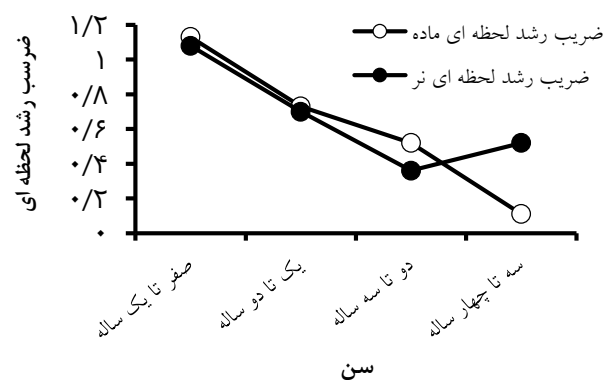 ضریب رشد لحظه ای ماده
ضریب رشد لحظه ای نر
ضرسب رشد لحظه ای
۱/۲
۱
۰/۸
۰/۶
۰/۴
۰/۲
۰
صفر تا یک ساله
یک تا دو ساله
دو تا سه ساله
سه تا چهار ساله
سن